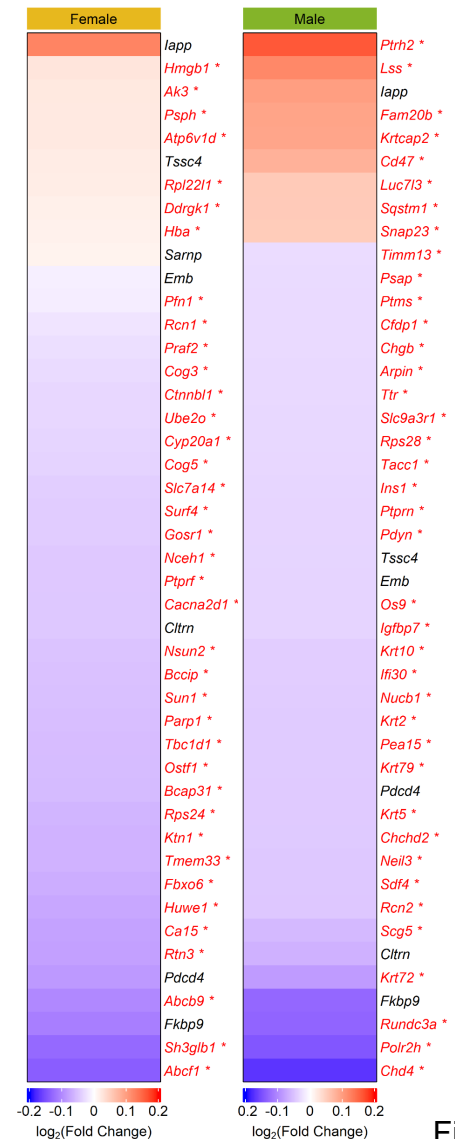 Female
Iapp
Hmgb1 *
Ak3 *
Psph *
Atp6v1d *
Tssc4
Rpl22l1 *
Ddrgk1 *
Hba *
Sarnp
Emb
Pfn1 *
Rcn1 *
Praf2 *
Cog3 *
Ctnnbl1 *
Ube2o *
Cyp20a1 *
Cog5 *
Slc7a14 *
Surf4 *
Gosr1 *
Nceh1 *
Ptprf *
Cacna2d1 *
Cltrn
Nsun2 *
Bccip *
Sun1 *
Parp1 *
Tbc1d1 *
Ostf1 *
Bcap31 *
Rps24 *
Ktn1 *
Tmem33 *
Fbxo6 *
Huwe1 *
Ca15 *
Rtn3 *
Pdcd4
Abcb9 *
Fkbp9
Sh3glb1 *
Abcf1 *
-0.2 -0.1 0 0.1 0.2
log2(Fold Change)
Male
Ptrh2 *
Lss *
Iapp
Fam20b *
Krtcap2 *
Cd47 *
Luc7l3 *
Sqstm1 *
Snap23 *
Timm13 *
Psap *
Ptms *
Cfdp1 *
Chgb *
Arpin *
Ttr *
Slc9a3r1 *
Rps28 *
Tacc1 *
Ins1 *
Ptprn *
Pdyn *
Tssc4
Emb
Os9 *
Igfbp7 *
Krt10 *
Ifi30 *
Nucb1 *
Krt2 *
Pea15 *
Krt79 *
Pdcd4
Krt5 *
Chchd2 *
Neil3 *
Sdf4 *
Rcn2 *
Scg5 *
Cltrn
Krt72 *
Fkbp9
Rundc3a *
Polr2h *
Chd4 *
0.2 -0.1 0 0.1 0.2
log2(Fold Change)